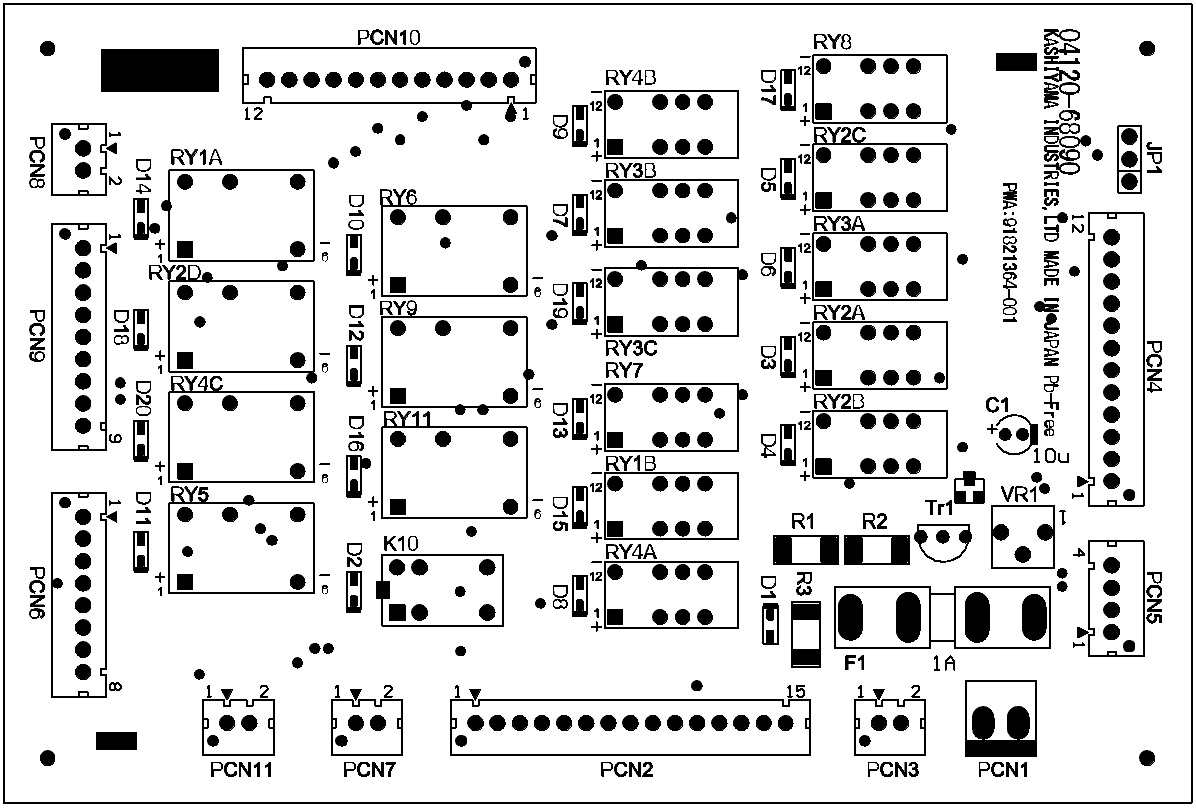 PCN10
12
1
RY8
RY4B
12
1
+
D17
12
1
+
D9
04120-68090
KASHIYAMA INDUSTRIES,LTD MADE IN JAPAN Pb-Free
PWA:91821364-001
JP1
PCN8
1
2
D14
RY1A
+
1
−
6
RY2C
D5
12
1
+
RY3B
D7
12
1
+
D10
RY6
+
1
−
6
RY3A
D6
12
1
+
PCN9
1
9
RY2D
D18
+
1
−
6
D19
12
1
+
RY3C
D12
RY9
+
1
−
6
RY2A
D3
12
1
+
PCN4
12
1
RY4C
D20
+
1
−
6
RY7
D13
12
1
+
D16
RY11
+
1
−
6
RY2B
D4
12
1
+
C1
+
10u
PCN6
1
8
RY5
D11
+
1
−
6
RY1B
D15
12
1
+
D2
K10
RY4A
D8
12
1
+
R1
R2
Tr1
VR1
1
D1
R3
F1
1A
PCN5
4
1
1
2
PCN11
1
2
PCN7
1
15
PCN2
1
2
PCN3
PCN1